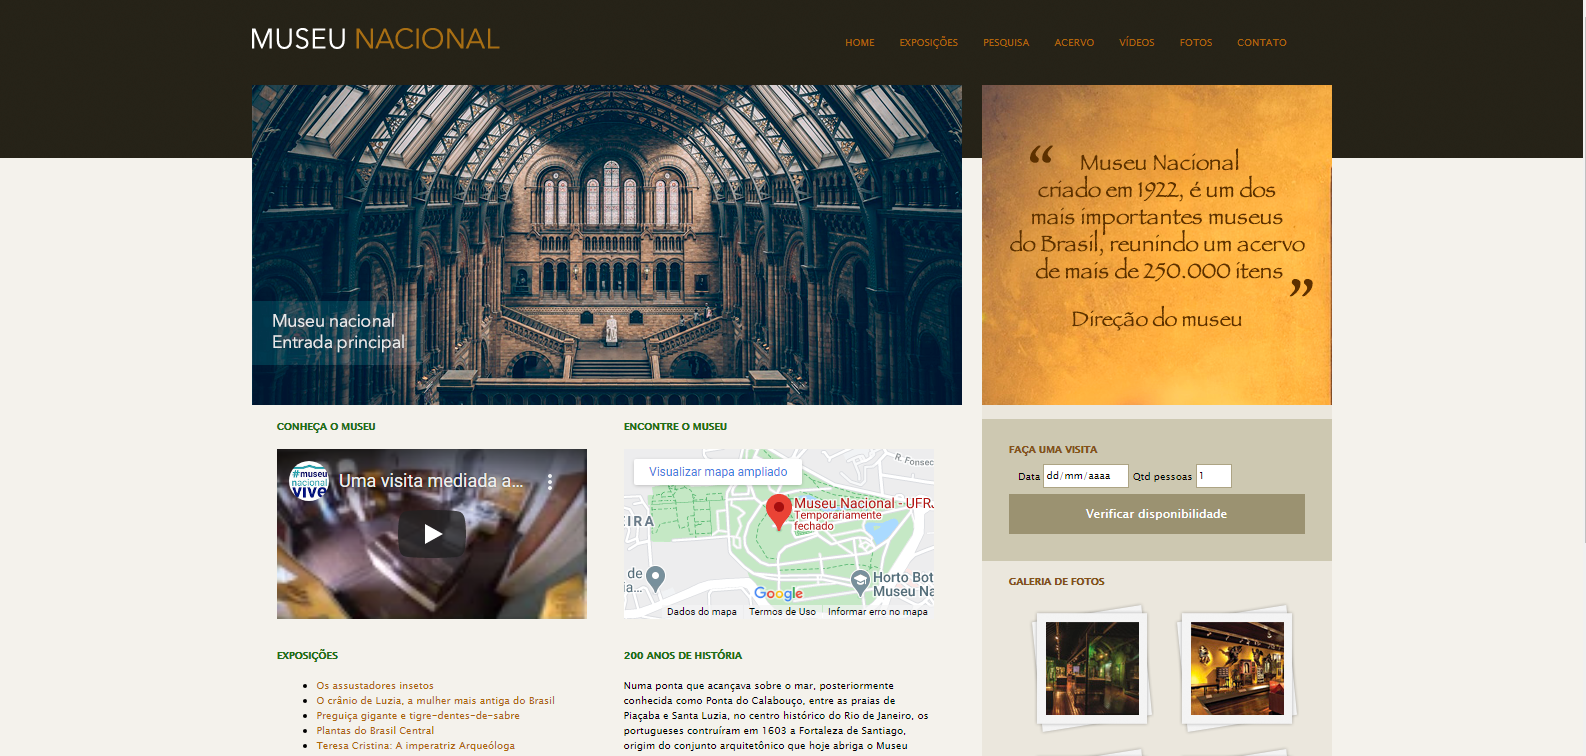 MUSEU NACIONAL
HOME EXPOSIÇÕES PESQUISA ACERVO VÍDEOS FOTOS CONTATO
Museu nacional
Entrada principal
“ Museu Nacional
criado em 1922, é um dos
mais importantes museus
do Brasil, reunindo um acervo
de mais de 250.000 itens ”
Direção do museu
CONHEÇA O MUSEU
#museu
nacional
vive
Uma visita mediada a...
ENCONTRE O MUSEU
Visualizar mapa ampliado
R. Fonsec
EIRA
Museu Nacional - UFRJ
Temporariamente
fechado
de
ia...
Horto Bot
Museu Na
Google
Dados do mapa Termos de Uso Informar erro no mapa
FAÇA UMA VISITA
Data dd/mm/aaaa Qtd pessoas 1
Verificar disponibilidade
GALERIA DE FOTOS
EXPOSIÇÕES
Os assustadores insetos
O crânio de Luzia, a mulher mais antiga do Brasil
Preguiça gigante e tigre-dentes-de-sabre
Plantas do Brasil Central
Teresa Cristina: A imperatriz Arqueóloga
200 ANOS DE HISTÓRIA
Numa ponta que acançava sobre o mar, posteriormente
conhecida como Ponta do Calabouço, entre as praias de
Piaçaba e Santa Luzia, no centro histórico do Rio de Janeiro, os
portugueses contruíram em 1603 a Fortaleza de Santiago,
origim do conjunto arquitetônico que hoje abriga o Museu